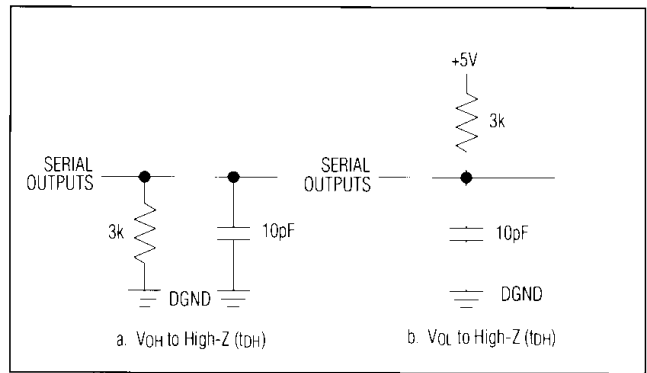 +5V
3k
SERIAL
OUTPUTS
3k
10pF
DGND
a. VOH to High-Z (tDH)
SERIAL
OUTPUTS
10pF
DGND
b. VOL to High-Z (tDH)